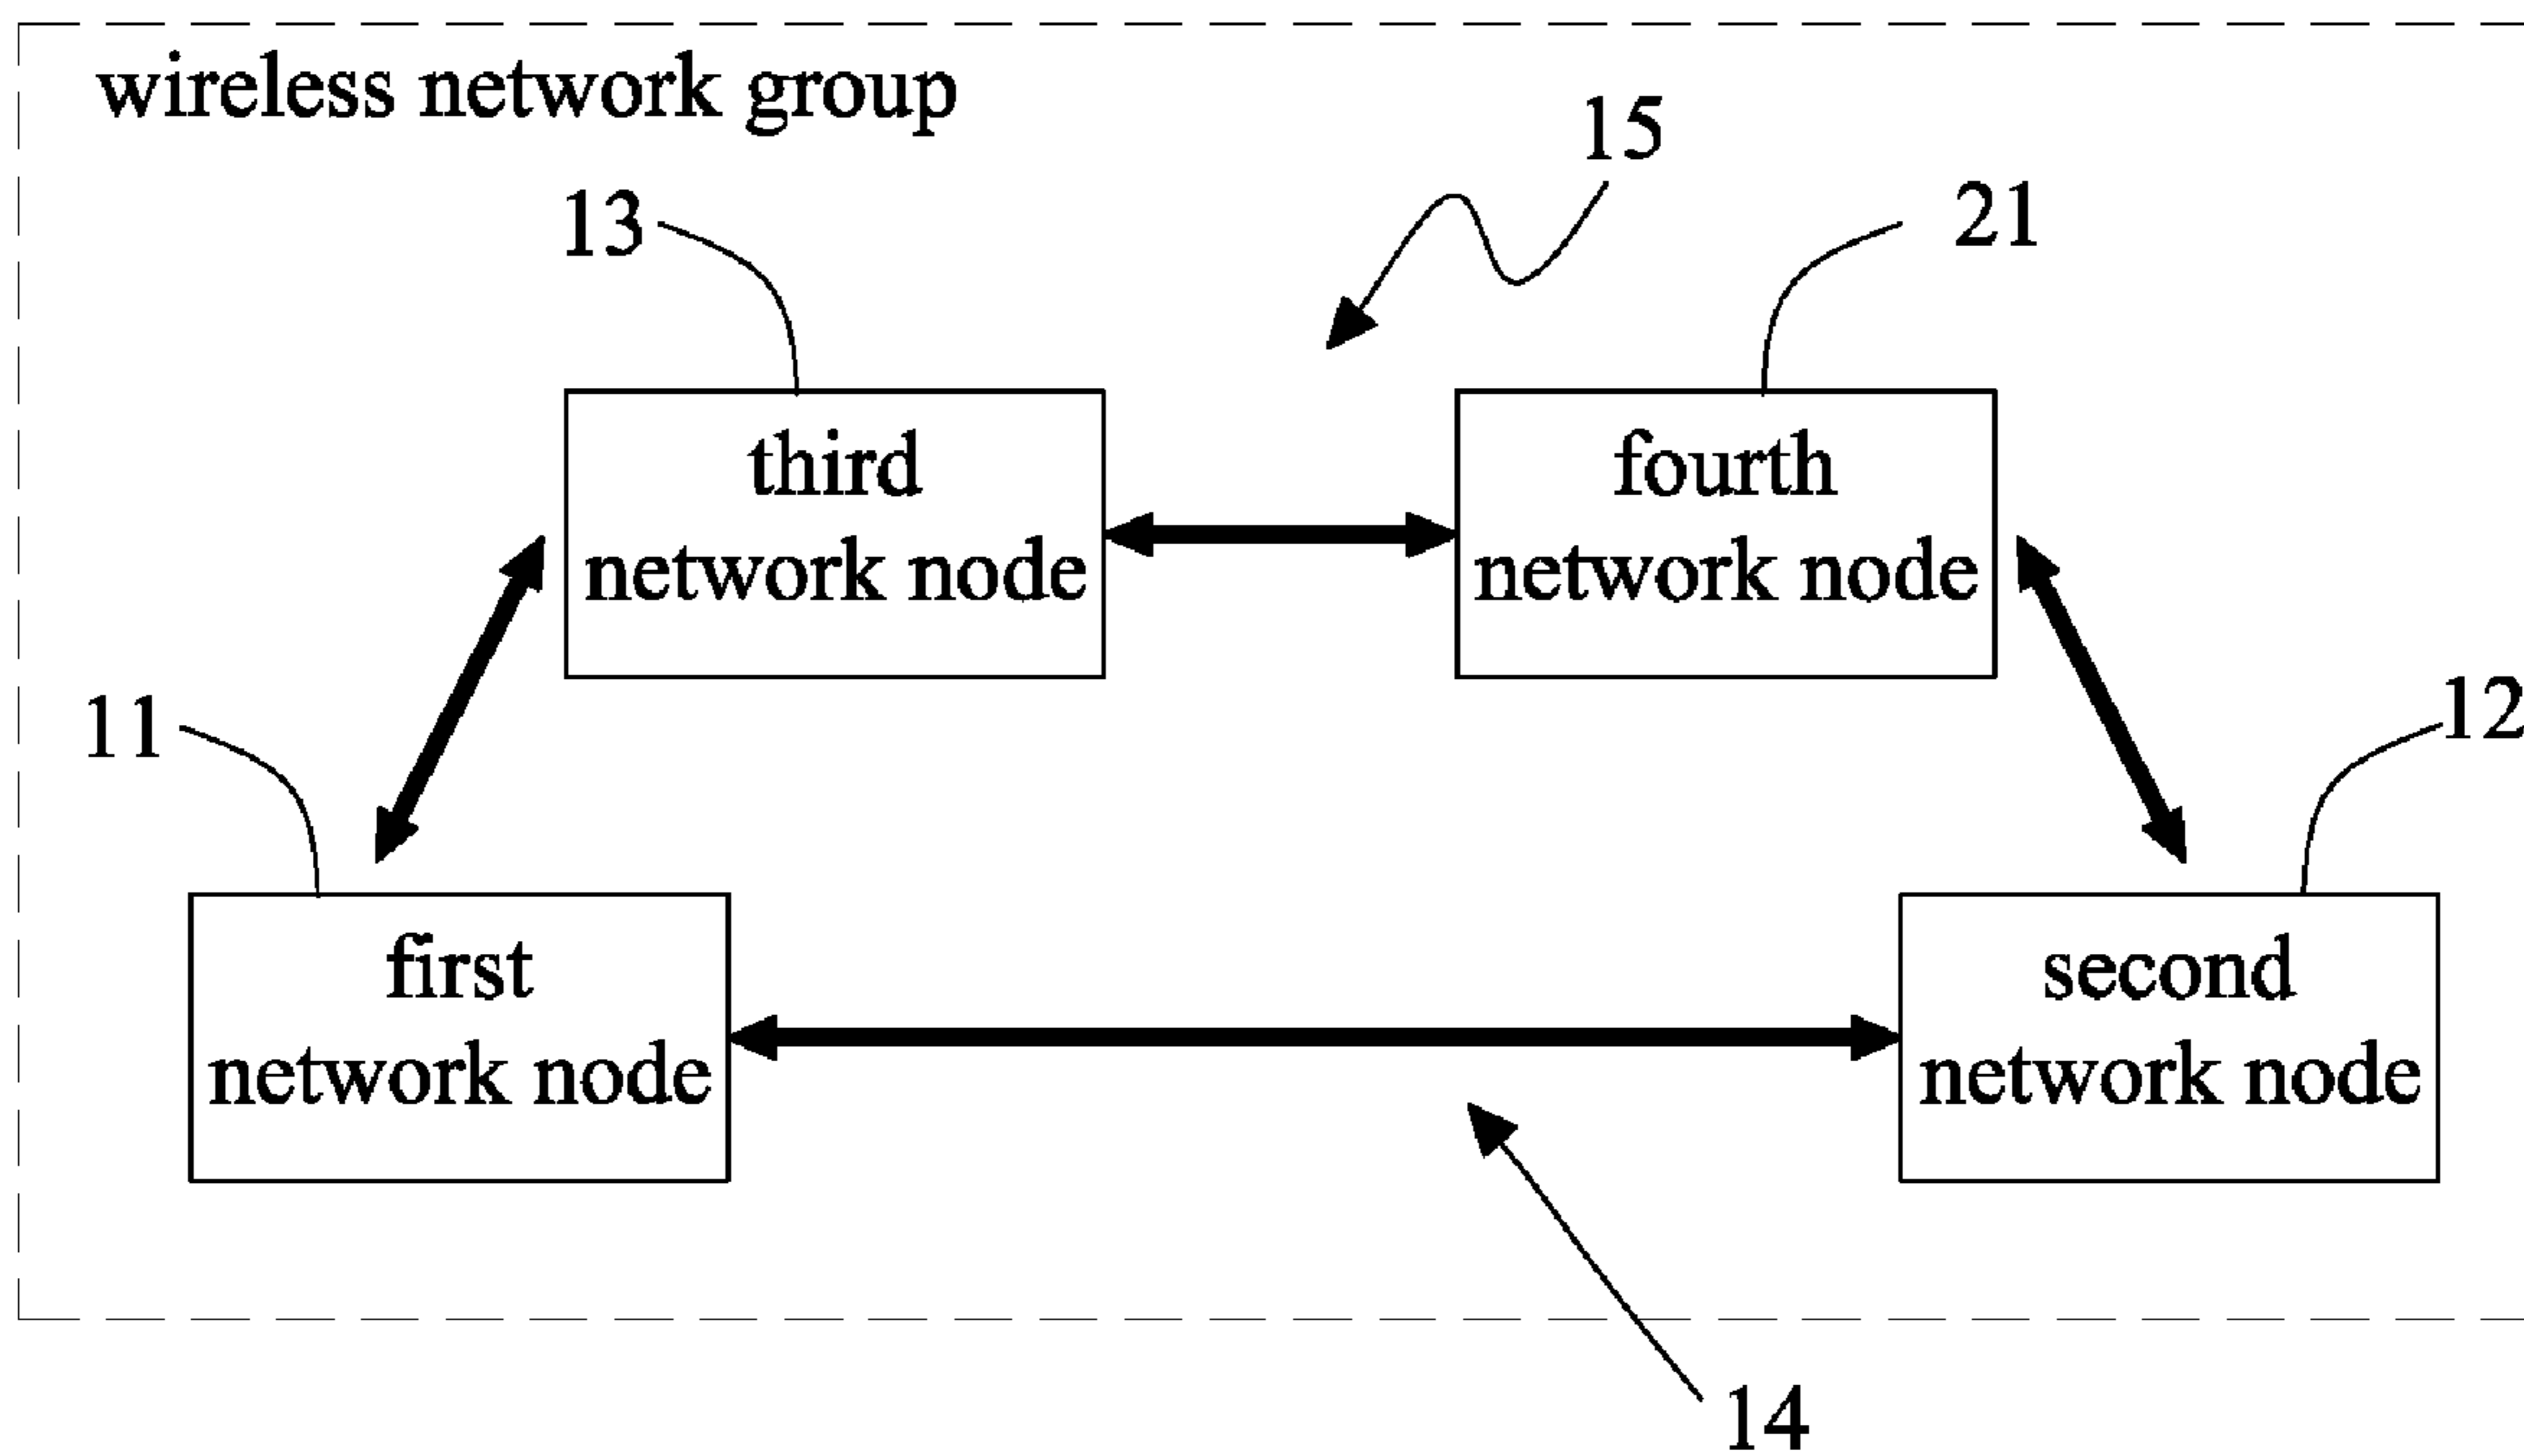 wireless network group
15
13
21
third
network node
fourth
network node
11
12
first
network node
second
network node
14